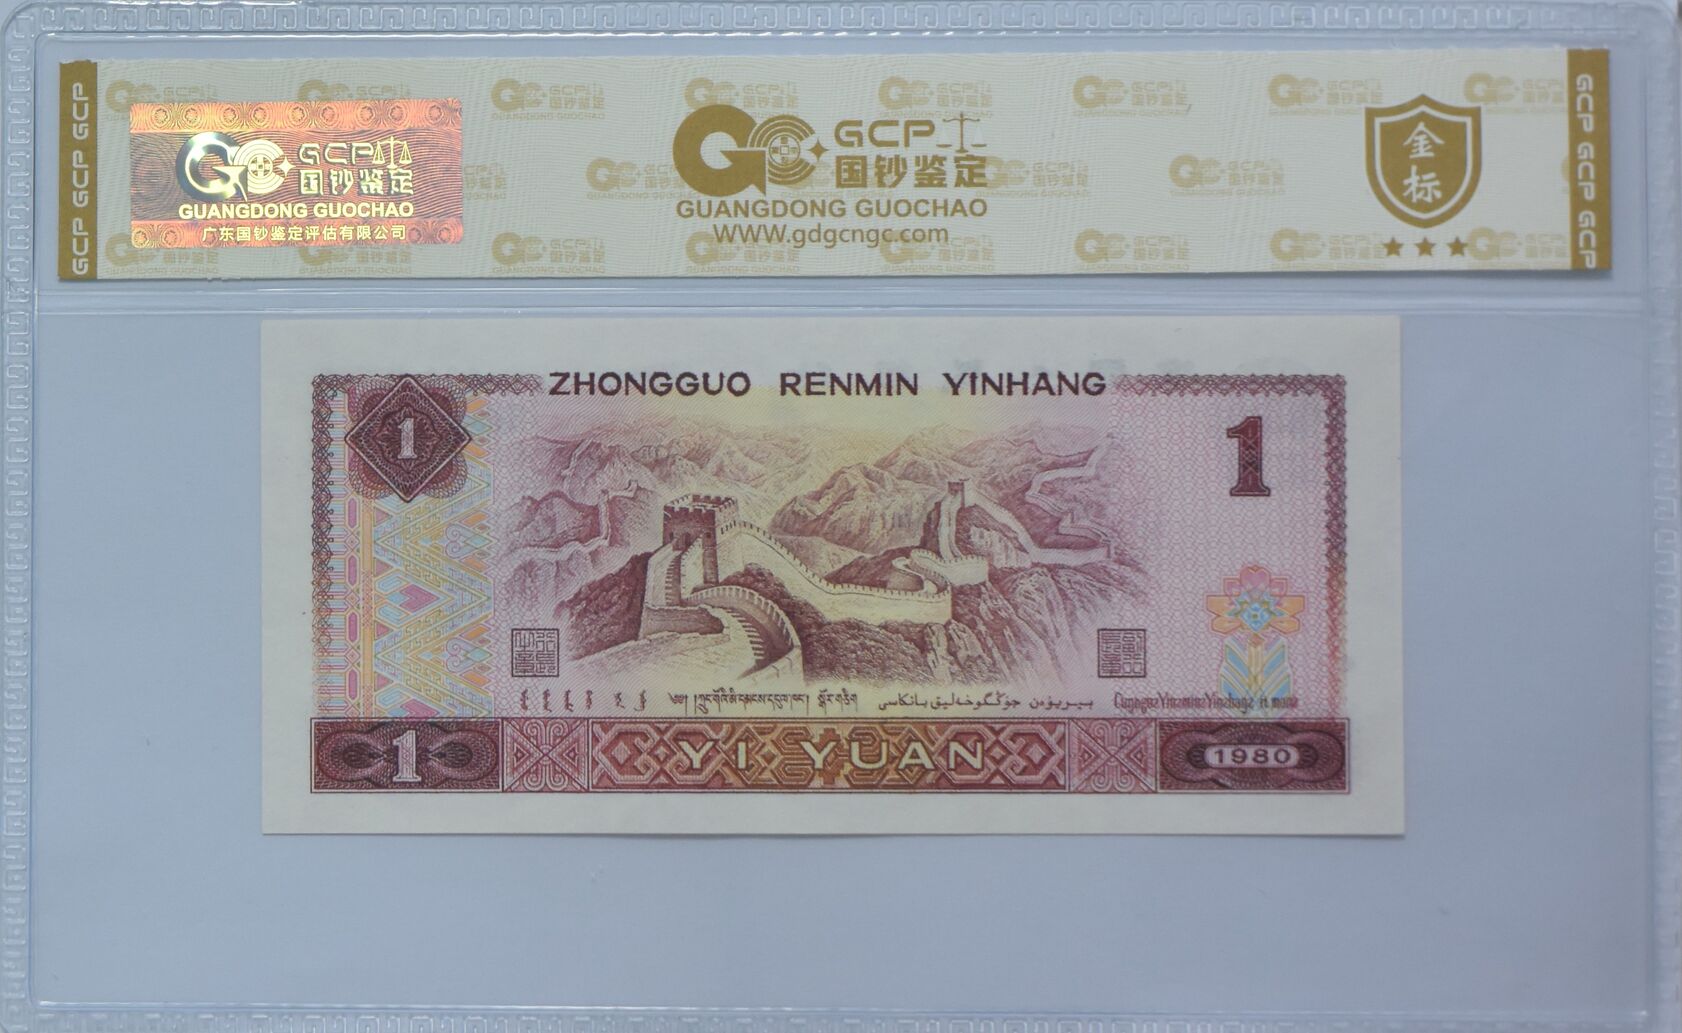 GCP GCP GCP
GCP
国钞鉴定
GUANGDONG GUOCHAO
广东国钞鉴定评估有限公司
GCP
国钞鉴定
GUANGDONG GUOCHAO
WWW.gdgcngc.com
金标
GCP GCP GCP
ZHONGGUO RENMIN YINHANG
1
1
1
YI YUAN
1980